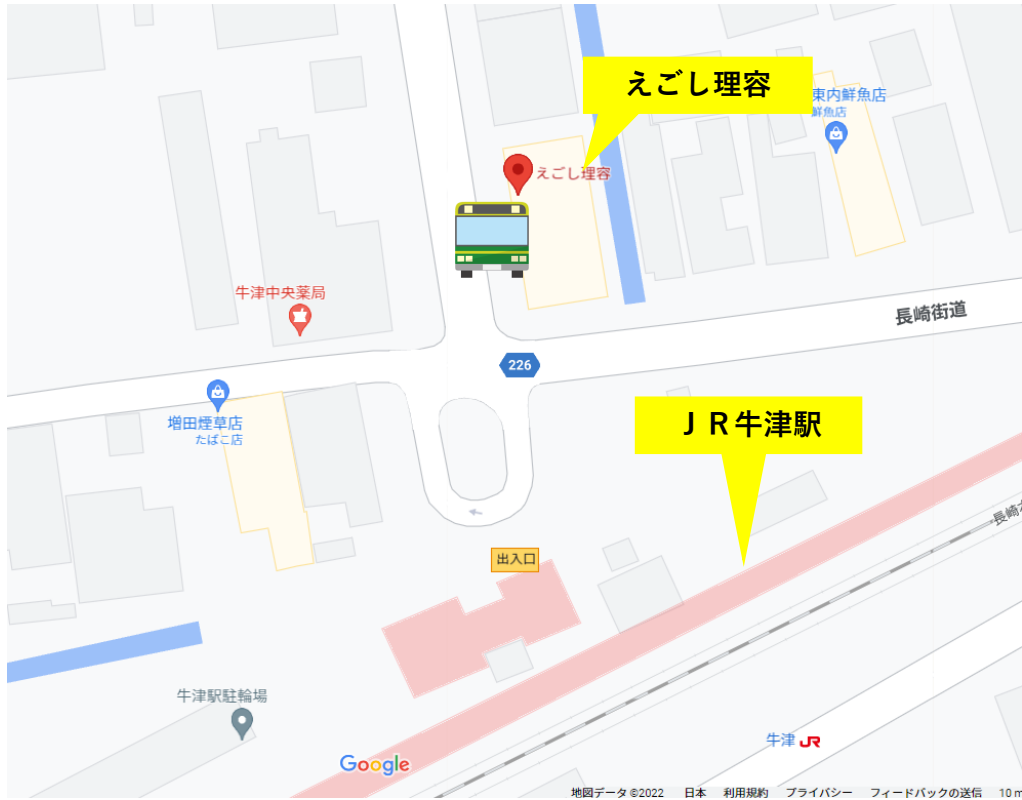 えごし理容
東内鮮魚店
鮮魚店
えごし理容
牛津中央薬局
長崎街道
226
増田煙草店
たばこ店
ＪＲ牛津駅
長崎
出入口
牛津駅駐輪場
牛津 JR
Google
地図データ ©2022 日本 利用規約 プライバシー フィードバックの送信 10 m